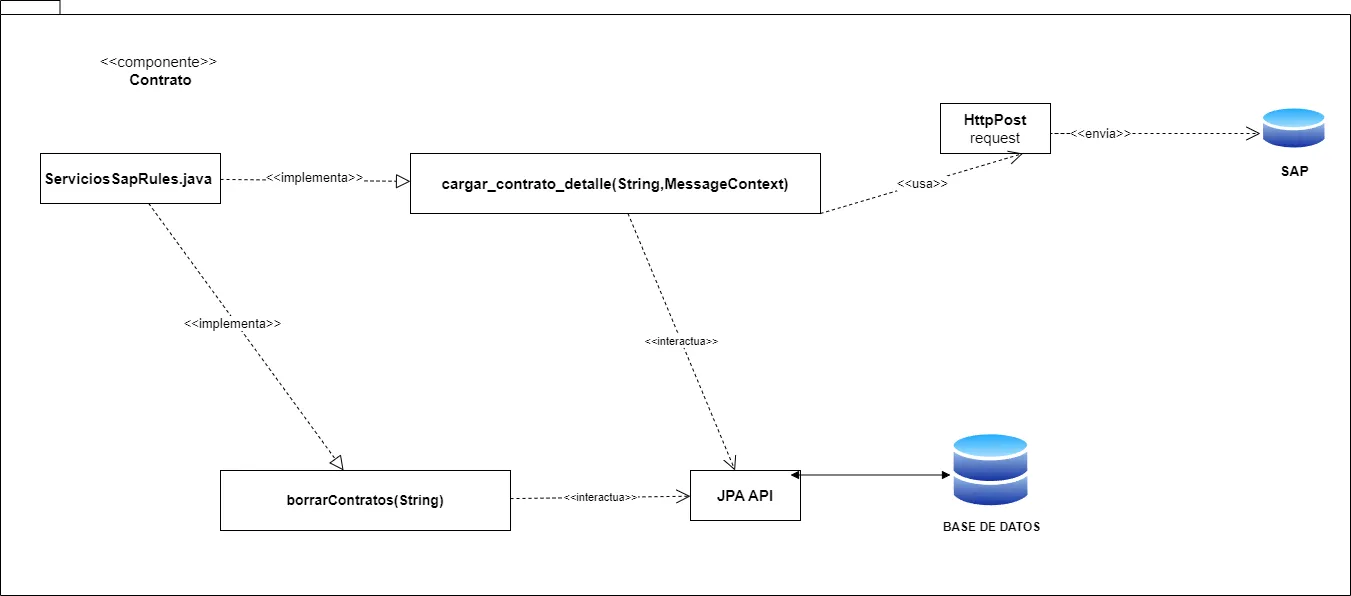 <<componente>>
Contrato
HttpPost
request
<<envia>>
SAP
ServiciosSapRules.java
<<implementa>>
cargar_contrato_detalle(String,MessageContext)
<<usa>>
<<implementa>>
<<interactua>>
borrarContratos(String)
<<interactua>>
JPA API
BASE DE DATOS